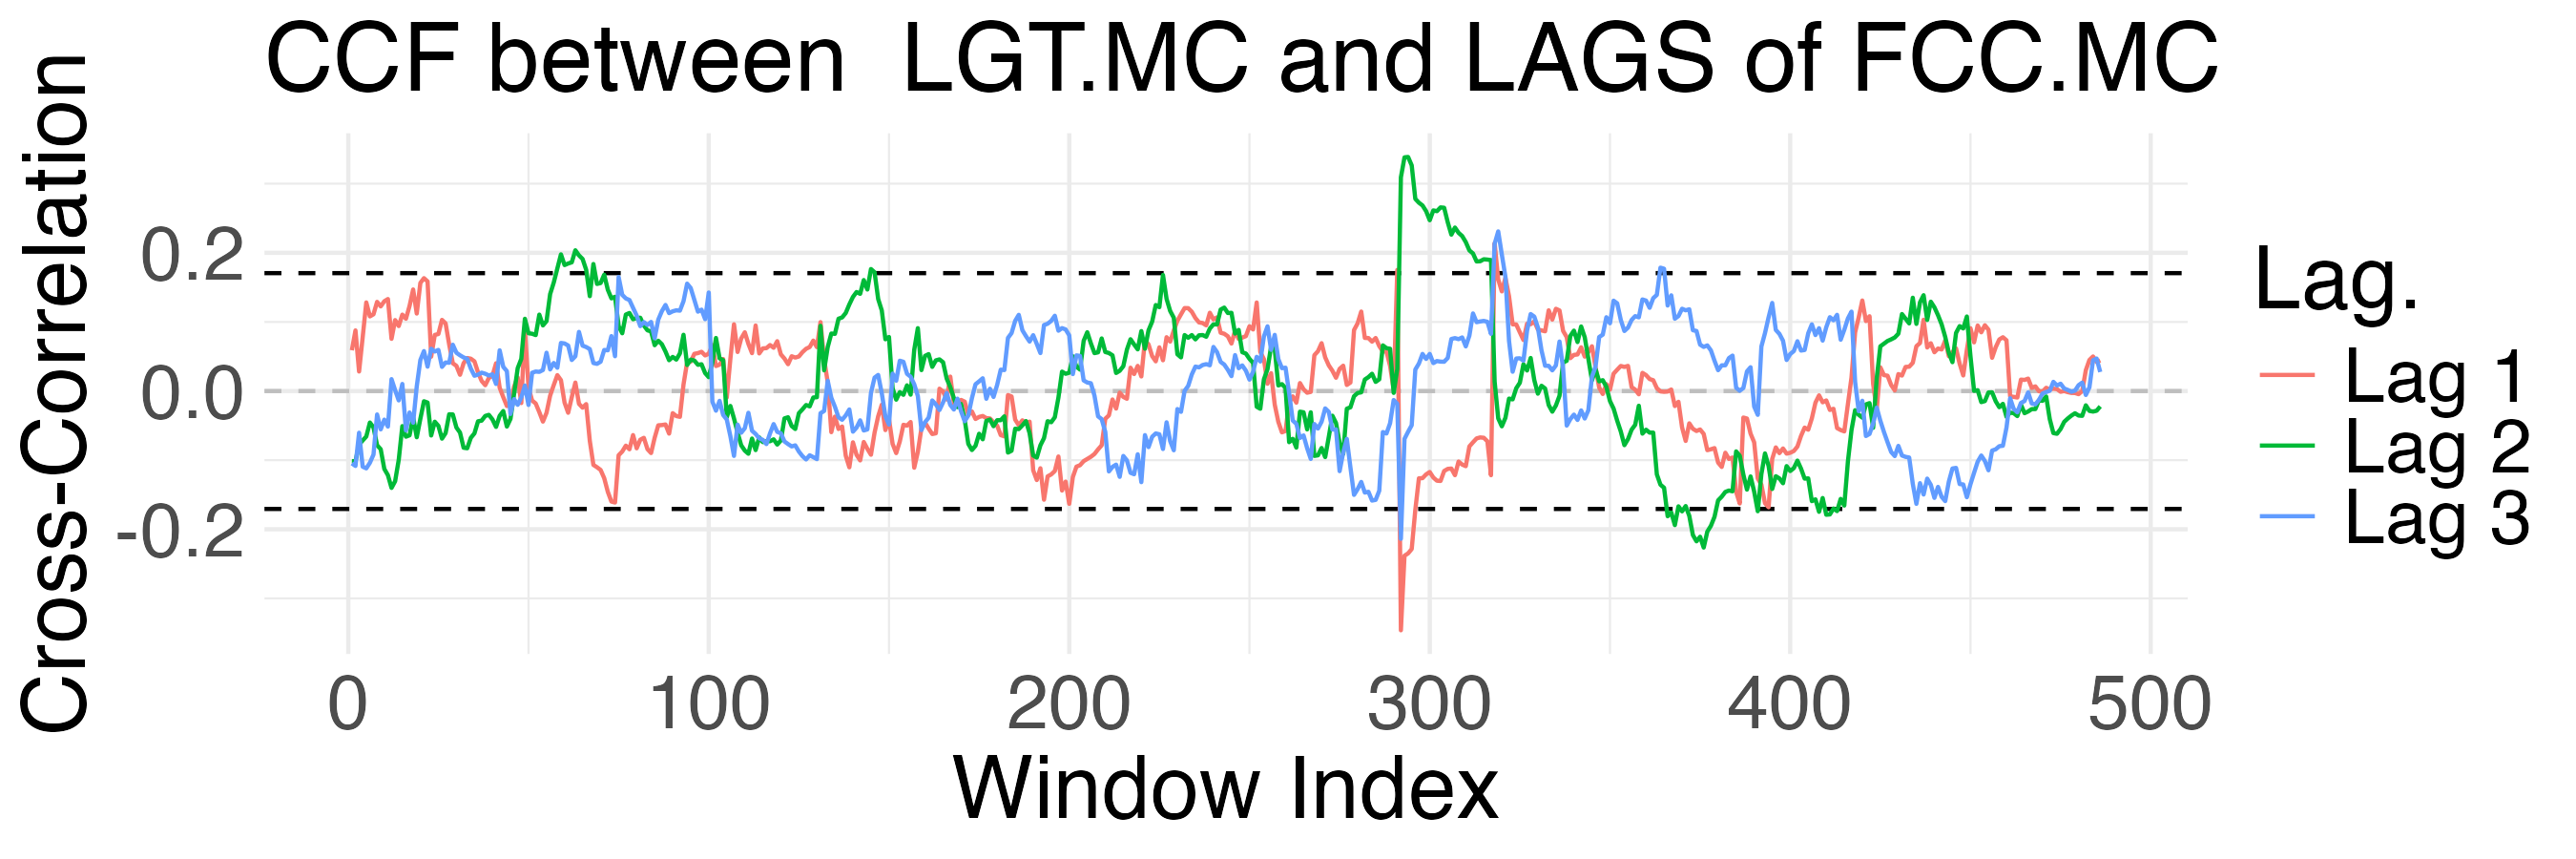 CCF between  LGT.MC and LAGS of FCC.MC
Cross-Correlation
0.2
0.0
-0.2
0 100 200 300 400 500
Window Index
Lag.
Lag 1
Lag 2
Lag 3